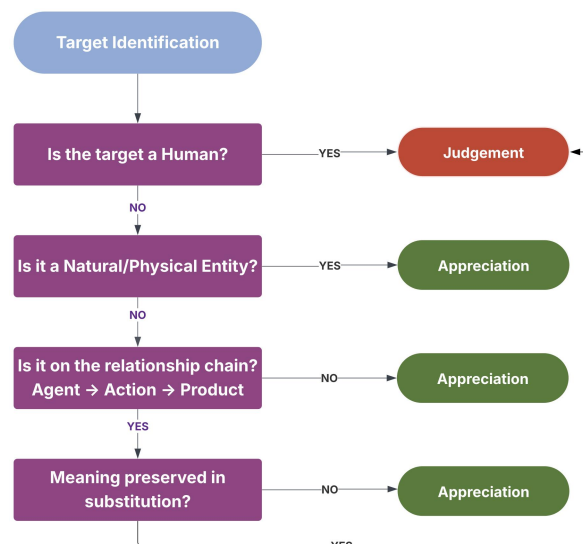 Target Identification
Is the target a Human?
YES
Judgement
NO
Is it a Natural/Physical Entity?
YES
Appreciation
NO
Is it on the relationship chain?
Agent → Action → Product
NO
Appreciation
YES
Meaning preserved in
substitution?
NO
Appreciation
YES